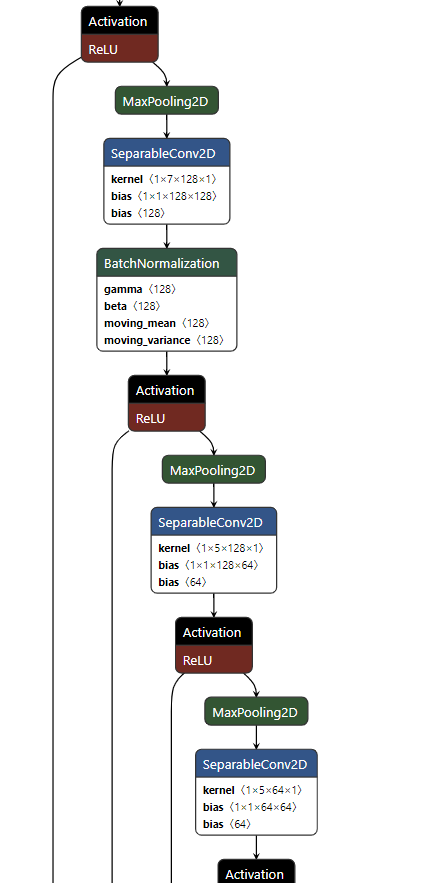 Activation
ReLU
MaxPooling2D
SeparableConv2D
kernel〈1×7×128×1〉
bias〈1×1×128×128〉
bias〈128〉
BatchNormalization
gamma〈128〉
beta〈128〉
moving_mean〈128〉
moving_variance〈128〉
Activation
ReLU
MaxPooling2D
SeparableConv2D
kernel〈1×5×128×1〉
bias〈1×1×128×64〉
bias〈64〉
Activation
ReLU
MaxPooling2D
SeparableConv2D
kernel〈1×5×64×1〉
bias〈1×1×64×64〉
bias〈64〉
Activation